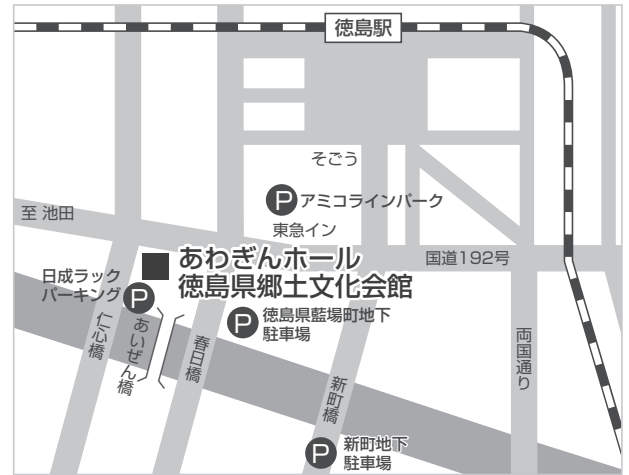 徳島駅
そごう
P アミコラインパーク
東急イン
至 池田
国道192号
あわぎんホール
徳島県郷土文化会館
日成ラック
パーキング
P
P
徳島県藍場町地下
駐車場
仁心橋
あいぜん橋
春日橋
新町橋
両国通り
P
新町地下
駐車場